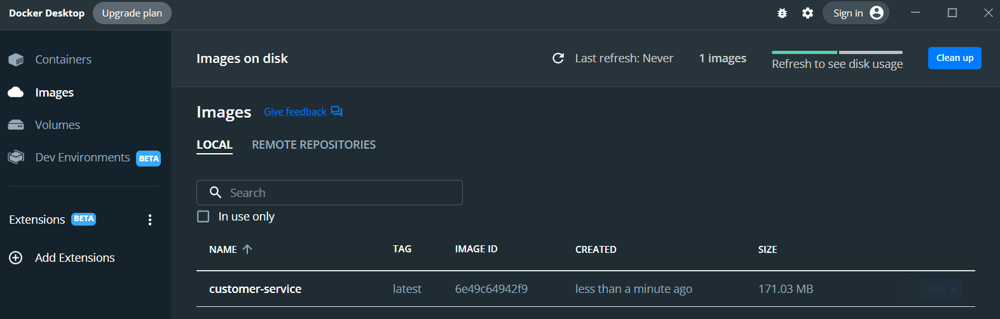 Docker Desktop Upgrade plan Sign in
Containers
Images
Volumes
Dev Environments BETA
Extensions BETA
Add Extensions
Images on disk Last refresh: Never 1 images Refresh to see disk usage Clean up
Images Give feedback
LOCAL REMOTE REPOSITORIES
Search
In use only
NAME TAG IMAGE ID CREATED SIZE
customer-service latest 6e49c64942f9 less than a minute ago 171.03 MB RUN